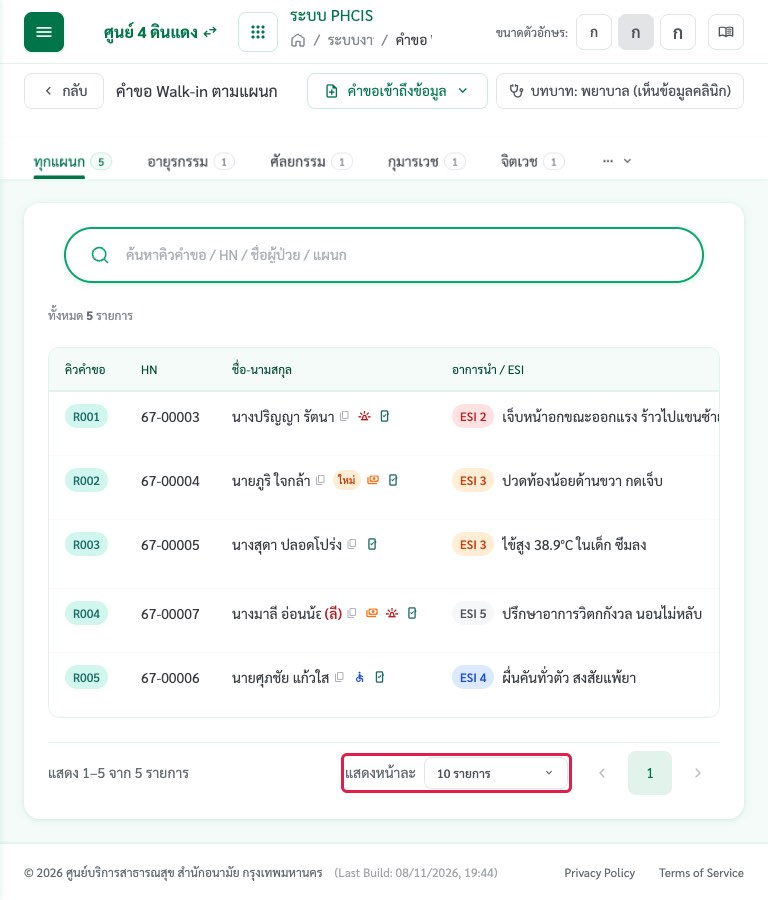 ศูนย์ 4 ดินแดง
ระบบ PHCIS
/ ระบบงา / คำขอ
ขนาดตัวอักษร: ก ก ก
กลับ
คำขอ Walk-in ตามแผนก
คำขอเข้าถึงข้อมูล
บทบาท: พยาบาล (เห็นข้อมูลคลินิก)
ทุกแผนก 5 อายุรกรรม 1 ศัลยกรรม 1 กุมารเวช 1 จิตเวช 1 ...
ค้นหาคิวคำขอ / HN / ชื่อผู้ป่วย / แผนก
ทั้งหมด 5 รายการ
คิวคำขอ HN ชื่อ-นามสกุล อาการนำ / ESI
R001 67-00003 นางปริญญา รัตนา ESI 2 เจ็บหน้าอกขณะออกแรง ร้าวไปแขนซ้าย
R002 67-00004 นายภูริ ใจกล้า ใหม่ ESI 3 ปวดท้องน้อยด้านขวา กดเจ็บ
R003 67-00005 นางสุดา ปลอดโปร่ง ESI 3 ไข้สูง 38.9°C ในเด็ก ซึมลง
R004 67-00007 นางมาลี อ่อนน้อ (ลี) ESI 5 ปรึกษาอาการวิตกกังวล นอนไม่หลับ
R005 67-00006 นายศุภชัย แก้วใส ESI 4 ผื่นคันทั่วตัว สงสัยแพ้ยา
แสดง 1–5 จาก 5 รายการ
แสดงหน้าละ 10 รายการ
1
© 2026 ศูนย์บริการสาธารณสุข สำนักอนามัย กรุงเทพมหานคร (Last Build: 08/11/2026, 19:44)
Privacy Policy Terms of Service